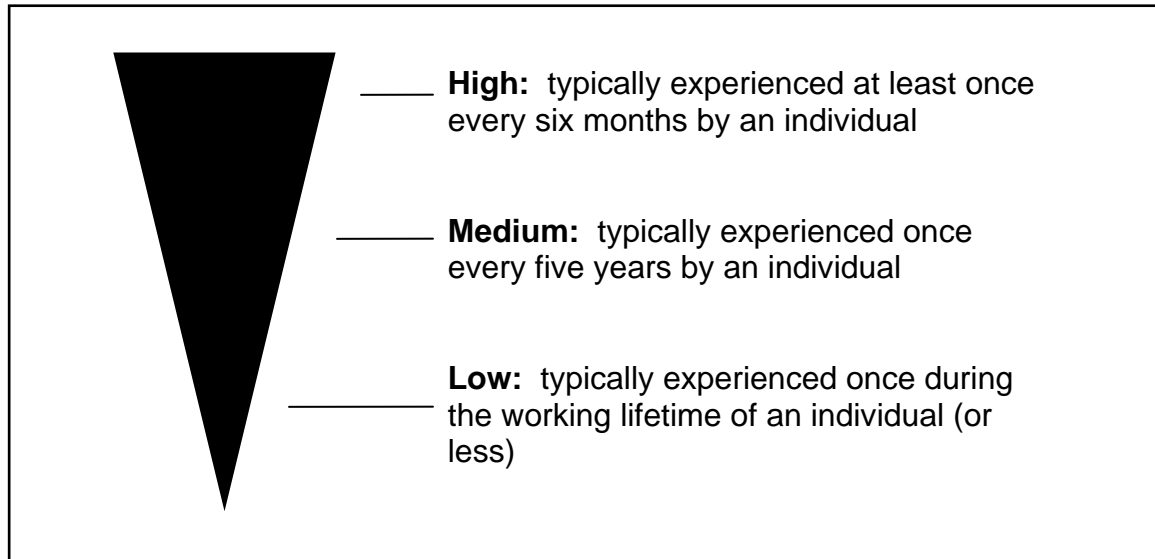 High:  typically experienced at least once
every six months by an individual
Medium:  typically experienced once
every five years by an individual
Low:  typically experienced once during
the working lifetime of an individual (or
less)